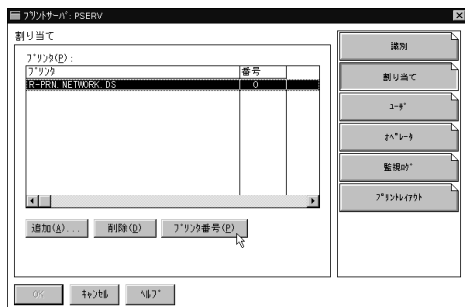 ﾌﾟﾘﾝﾄｻｰﾊﾞ: PSERV
割り当て
ﾌﾟﾘﾝﾀ(P):
ﾌﾟﾘﾝﾀ 番号
R-PRN.NETWORK.DS 0
追加(A)... 削除(D) ﾌﾟﾘﾝﾀ番号(P)
OK ｷｬﾝｾﾙ ﾍﾙﾌﾟ
識別
割り当て
ﾕｰｻﾞ
ｵﾍﾟﾚｰﾀ
監視ﾛｸﾞ
ﾌﾟﾘﾝﾄﾚｲｱｳﾄ